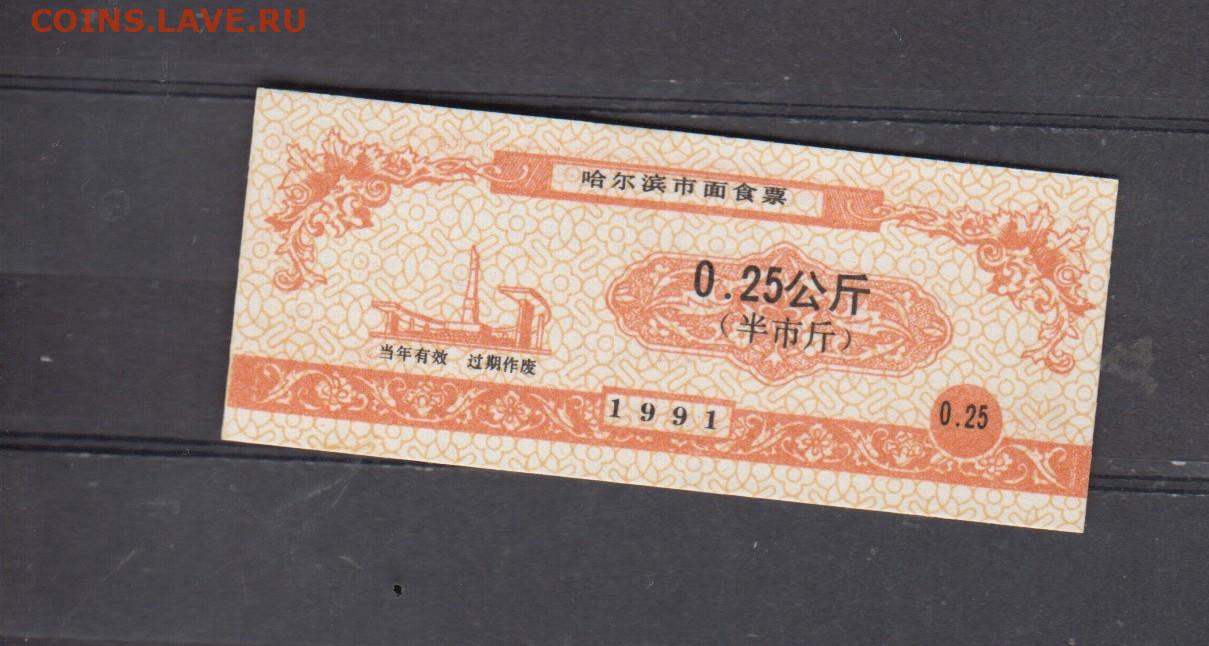 COINS.LAVE.RU
哈尔滨市面食票
0.25公斤
（半市斤）
当年有效 过期作废
1991
0.25